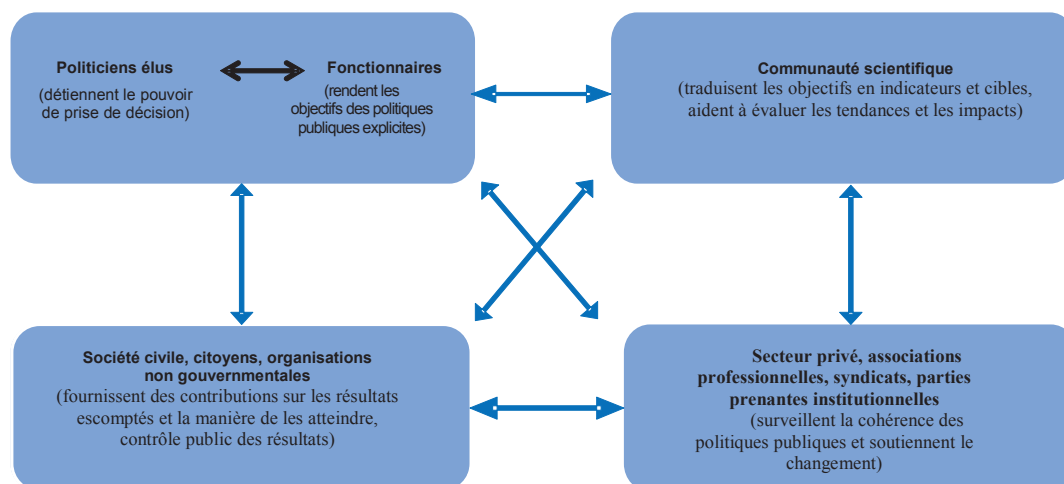 Politiciens élus
(détiennent le pouvoir
de prise de décision)
Fonctionnaires
(rendent les
objectifs des politiques
publiques explicites)
Communauté scientifique
(traduisent les objectifs en indicateurs et cibles,
aident à évaluer les tendances et les impacts)
Société civile, citoyens, organisations
non gouvernementales
(fournissent des contributions sur les résultats
escomptés et la manière de les atteindre,
contrôle public des résultats)
Secteur privé, associations
professionnelles, syndicats, parties
prenantes institutionnelles
(surveillent la cohérence des
politiques publiques et soutiennent le
changement)